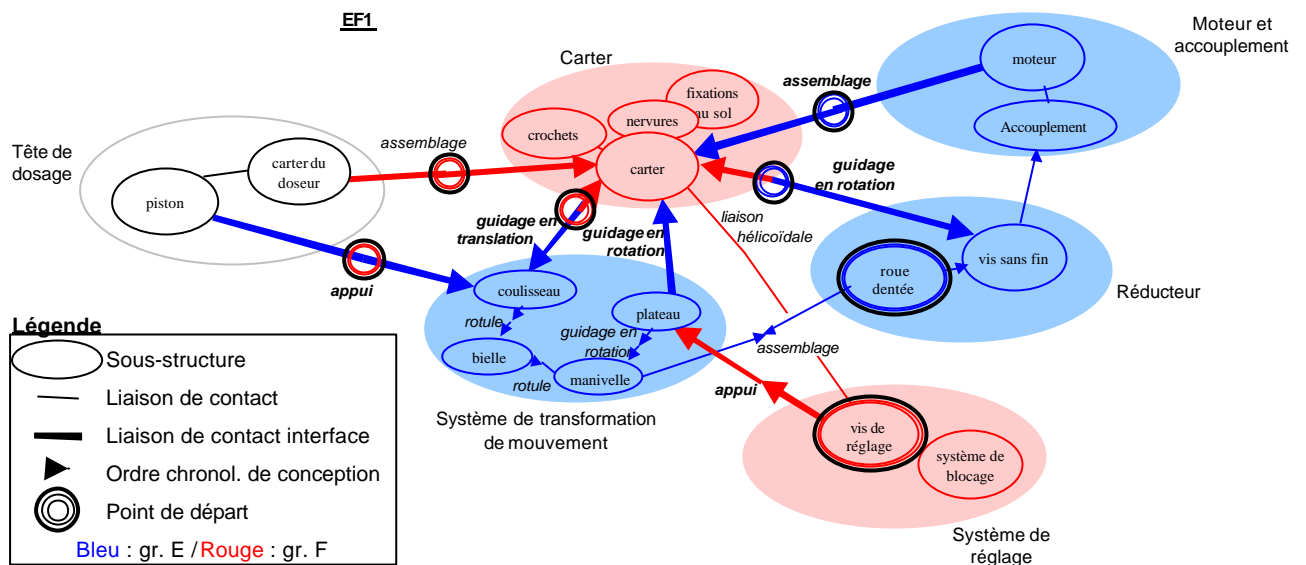 EF1
Moteur et
accouplement
moteur
Accouplement
Carter
fixations
au sol
nervures
crochets
carter
assemblage
assemblage
Tête de
dosage
carter du
doseur
piston
guidage
en rotation
guidage en
translation
guidage en
rotation
liaison
hélicoïdale
appui
roue
dentée
vis sans fin
Réducteur
coulisseau
rotule
plateau
guidage en
rotation
bielle
rotule
manivelle
assemblage
appui
Système de transformation
de mouvement
vis de
réglage
système de
blocage
Système de
réglage
Légende
Sous-structure
Liaison de contact
Liaison de contact interface
Ordre chronol. de conception
Point de départ
Bleu : gr. E / Rouge : gr. F